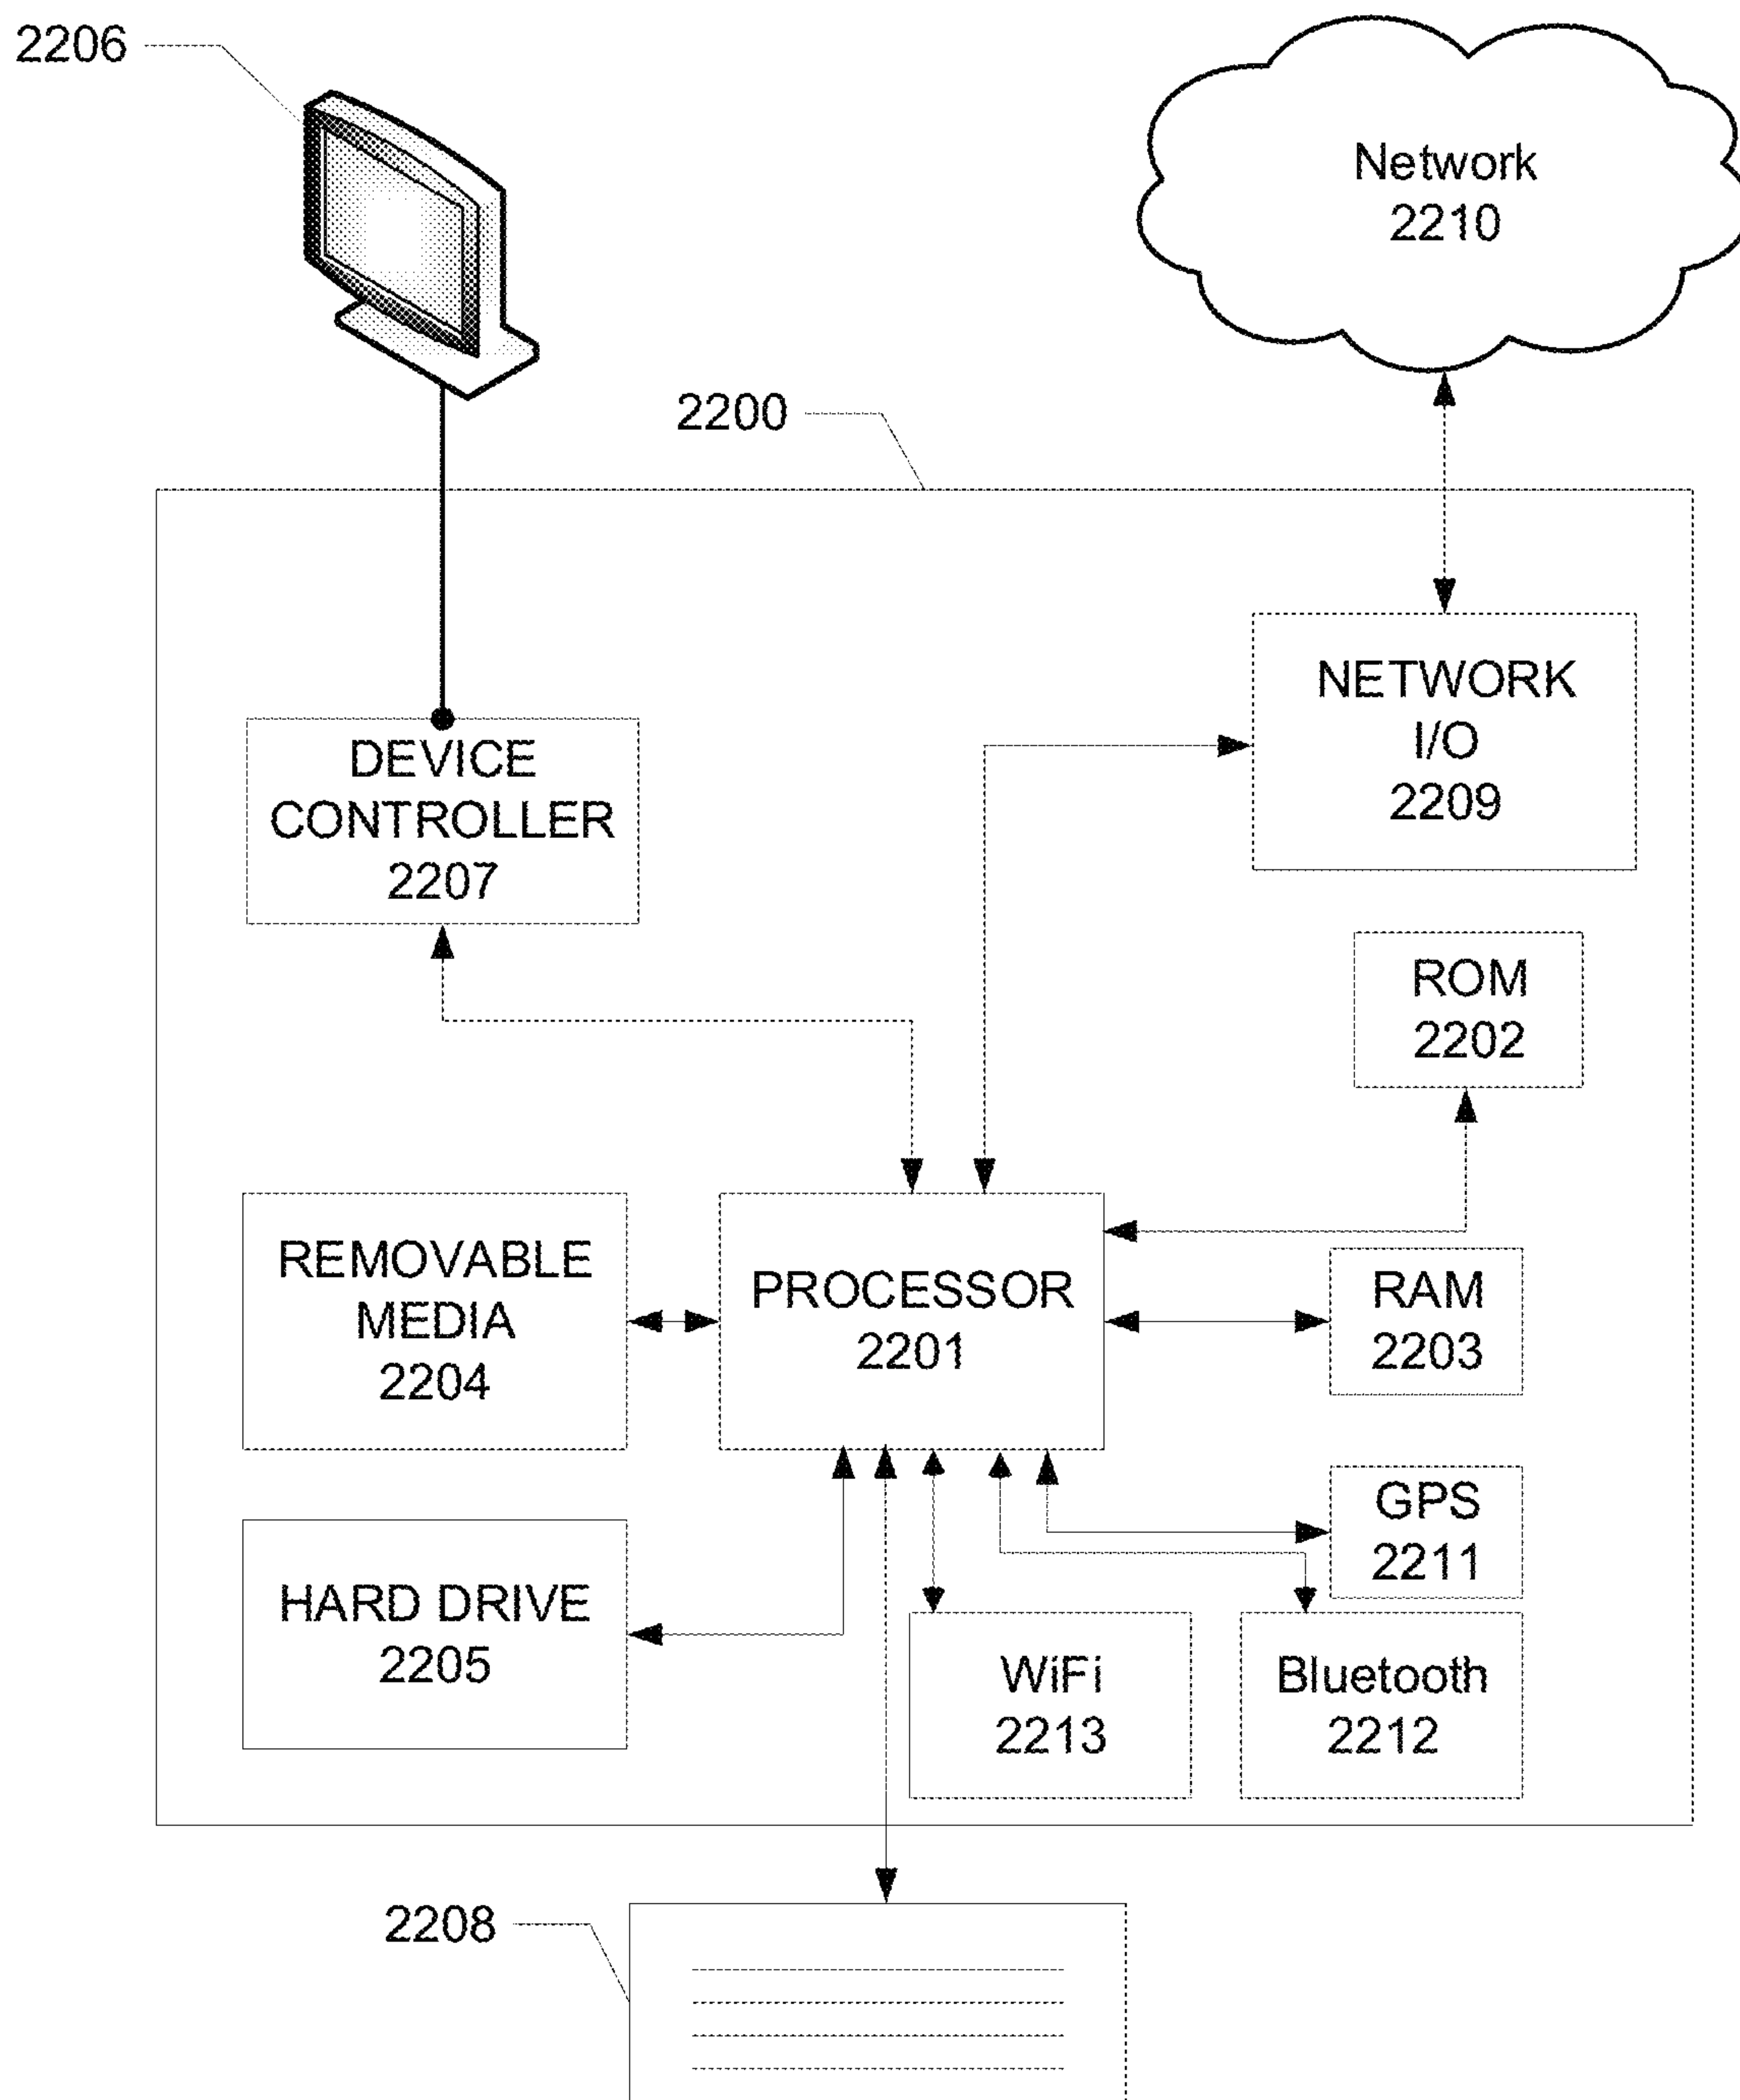 2206
Network
2210
2200
NETWORK
I/O
2209
DEVICE
CONTROLLER
2207
ROM
2202
REMOVABLE
MEDIA
2204
PROCESSOR
2201
RAM
2203
GPS
2211
HARD DRIVE
2205
WiFi
2213
Bluetooth
2212
2208